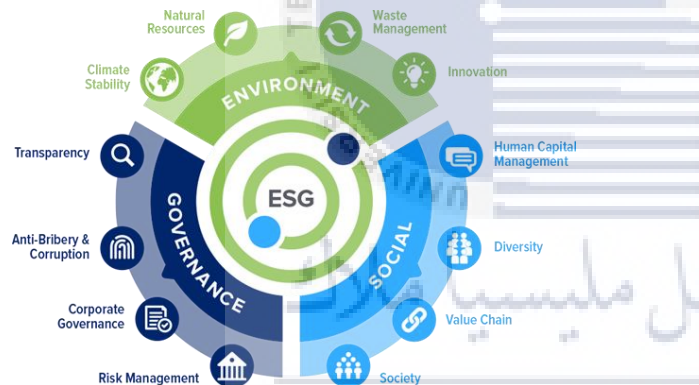 Natural
Resources
Waste
Management
Climate
Stability
Innovation
ENVIRONMENT
Transparency
Human Capital
Management
ESG
GOVERNANCE
SOCIAL
Anti-Bribery &
Corruption
Diversity
Corporate
Governance
Value Chain
Risk Management
Society